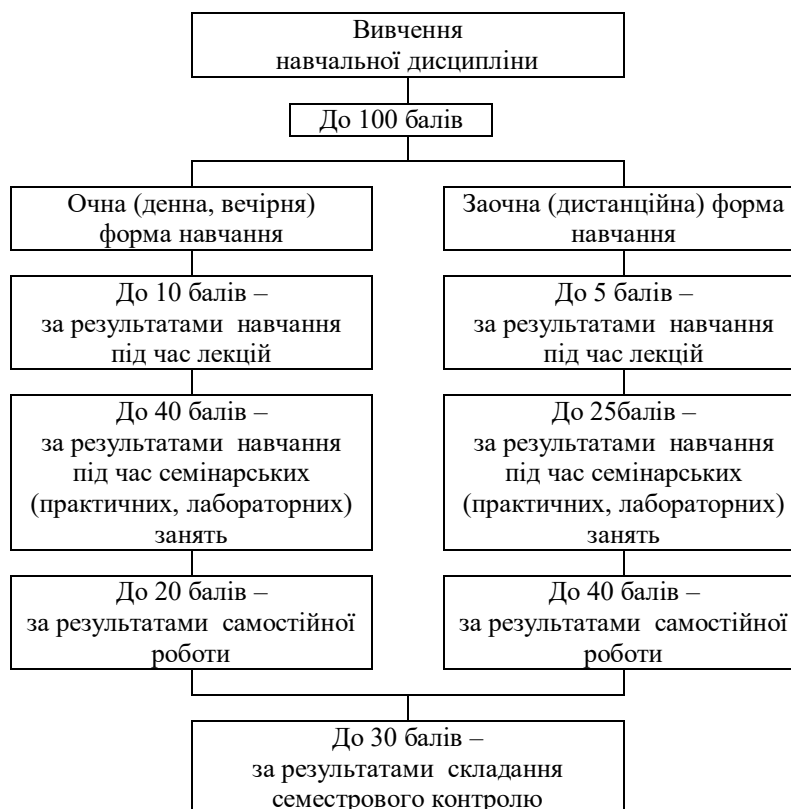 Вивчення
навчальної дисципліни
До 100 балів
Очна (денна, вечірня)
форма навчання
До 10 балів –
за результатами навчання
під час лекцій
До 40 балів –
за результатами навчання
під час семінарських
(практичних, лабораторних)
занять
До 20 балів –
за результатами самостійної
роботи
Заочна (дистанційна) форма
навчання
До 5 балів –
за результатами навчання
під час лекцій
До 25балів –
за результатами навчання
під час семінарських
(практичних, лабораторних)
занять
До 40 балів –
за результатами самостійної
роботи
До 30 балів –
за результатами складання
семестрового контролю